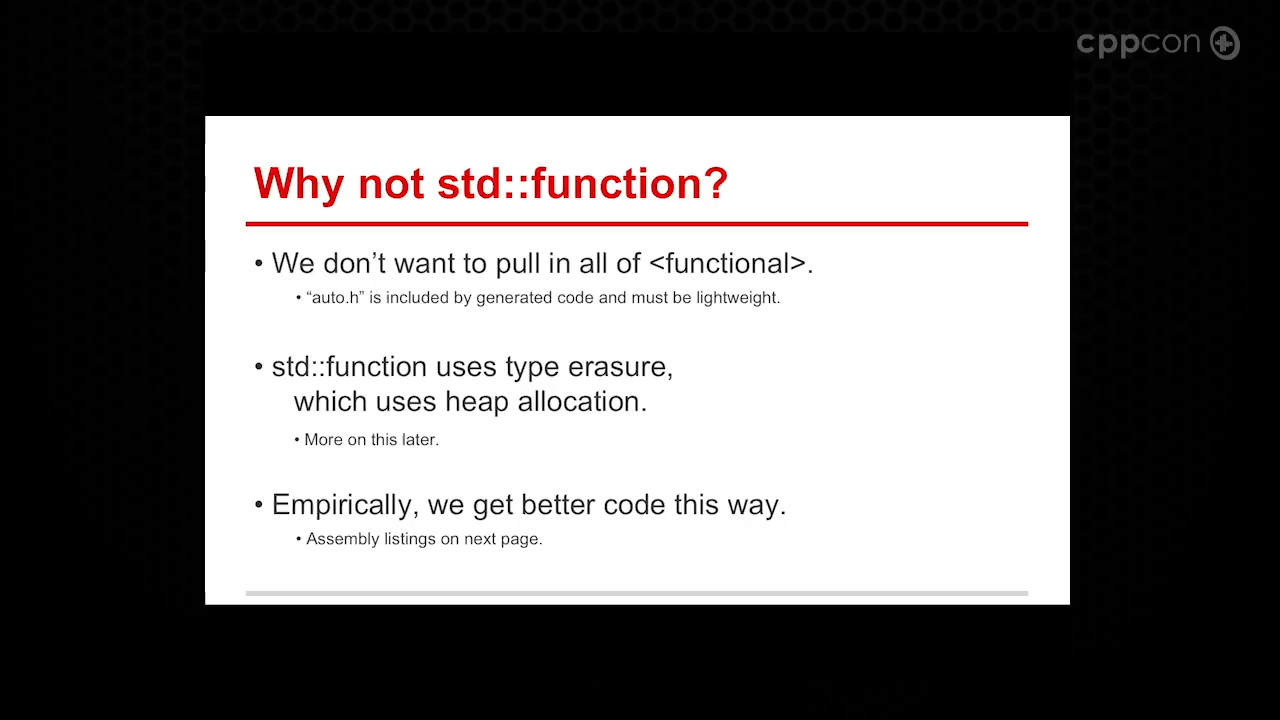 cppcon
Why not std::function?
• We don’t want to pull in all of <functional>.
• “auto.h” is included by generated code and must be lightweight.
• std::function uses type erasure,
which uses heap allocation.
• More on this later.
• Empirically, we get better code this way.
• Assembly listings on next page.